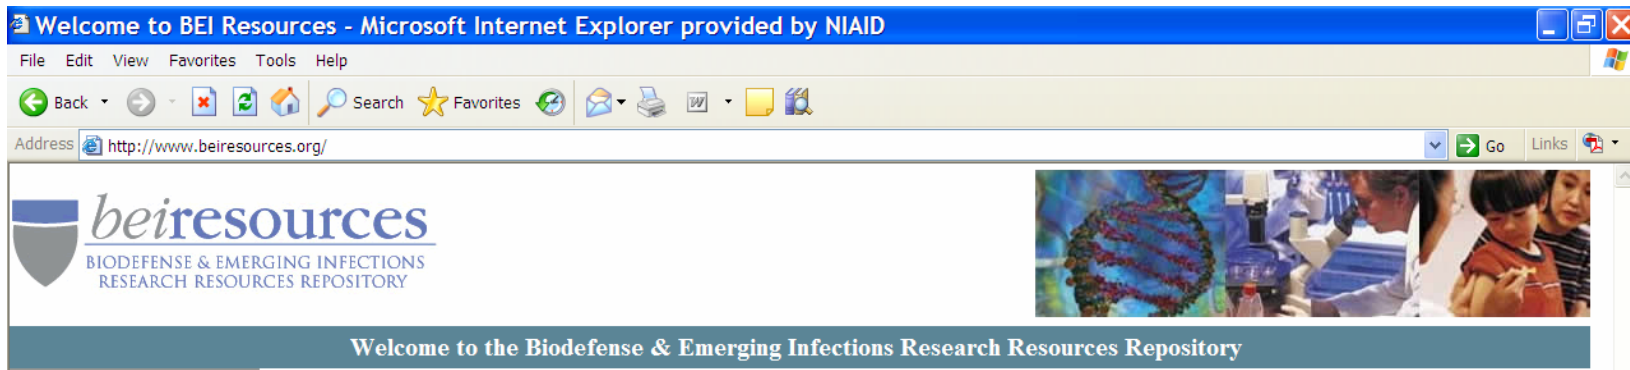 Welcome to BEI Resources - Microsoft Internet Explorer provided by NIAID
File Edit View Favorites Tools Help
Back Search Favorites W
Address http://www.beiresources.org/ Go Links
beiresources
BIODEFENSE & EMERGING INFECTIONS
RESEARCH RESOURCES REPOSITORY
Welcome to the Biodefense & Emerging Infections Research Resources Repository